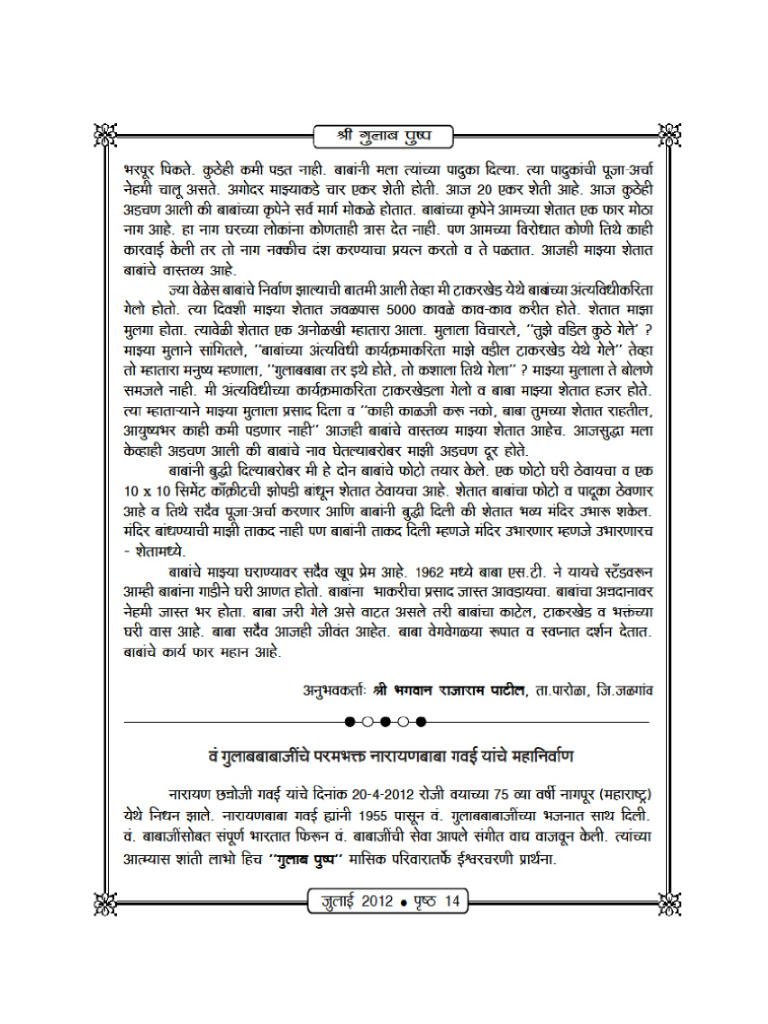 श्री गुलाब पुष्प
भरपूर पिकते. कुठेही कमी पडत नाही. बाबांनी मला त्यांच्या पादुका दिल्या. त्या पादुकांची पूजा-अर्चा
नेहमी चालू असते. अगोदर माझ्याकडे चार एकर शेती होती. आज 20 एकर शेती आहे. आज कुठेही
अडचण आली की बाबांच्या कृपेने सर्व मार्ग मोकळे होतात. बाबांच्या कृपेने आमच्या शेतात एक फार मोठा
नाग आहे. हा नाग घरच्या लोकांना कोणताही त्रास देत नाही. पण आमच्या विरोधात कोणी तिथे काही
कारवाई केली तर तो नाग नक्कीच दंश करण्याचा प्रयत्न करतो व ते पळतात. आजही माझ्या शेतात
बाबांचे वास्तव्य आहे.
ज्या वेळेस बाबांचे निर्वाण झाल्याची बातमी आली तेव्हा मी टाकरखेड येथे बाबांच्या अंत्यविधीकरिता
गेलो होतो. त्या दिवशी माझ्या शेतात जवळपास 5000 कावळे काव-काव करीत होते. शेतात माझा
मुलगा होता. त्यावेळी शेतात एक अनोळखी म्हातारा आला. मुलाला विचारले, ''तुझे वडिल कुठे गेले' ?
माझ्या मुलाने सांगितले, ''बाबांच्या अंत्यविधी कार्यक्रमाकरिता माझे वडील टाकरखेड येथे गेले'' तेव्हा
तो म्हातारा मनुष्य म्हणाला, ''गुलाबबाबा तर इथे होते, तो कशाला तिथे गेला'' ? माझ्या मुलाला ते बोलणे
समजले नाही. मी अंत्यविधीच्या कार्यक्रमाकरिता टाकरखेडला गेलो व बाबा माझ्या शेतात हजर होते.
त्या म्हाताऱ्याने माझ्या मुलाला प्रसाद दिला व ''काही काळजी करू नको, बाबा तुमच्या शेतात राहतील,
आयुष्यभर काही कमी पडणार नाही'' आजही बाबांचे वास्तव्य माझ्या शेतात आहेच. आजसुद्धा मला
केव्हाही अडचण आली की बाबांचे नाव घेतल्याबरोबर माझी अडचण दूर होते.
बाबांनी बुद्धी दिल्याबरोबर मी हे दोन बाबांचे फोटो तयार केले. एक फोटो घरी ठेवायचा व एक
10 x 10 सिमेंट काँक्रीटची झोपडी बांधून शेतात ठेवायचा आहे. शेतात बाबांचा फोटो व पादूका ठेवणार
आहे व तिथे सदैव पूजा-अर्चा करणार आणि बाबांनी बुद्धी दिली की शेतात भव्य मंदिर उभारू शकेल.
मंदिर बांधण्याची माझी ताकद नाही पण बाबांनी ताकद दिली म्हणजे मंदिर उभारणार म्हणजे उभारणारच
- शेतामध्ये.
बाबांचे माझ्या घराण्यावर सदैव खूप प्रेम आहे. 1962 मध्ये बाबा एस.टी. ने यायचे स्टँडवरून
आम्ही बाबांना गाडीने घरी आणत होतो. बाबांना भाकरीचा प्रसाद जास्त आवडायचा. बाबांचा अन्नदानावर
नेहमी जास्त भर होता. बाबा जरी गेले असे वाटत असले तरी बाबांचा काटेल, टाकरखेड व भक्तंच्या
घरी वास आहे. बाबा सदैव आजही जीवंत आहेत. बाबा वेगवेगळ्या रूपात व स्वप्नात दर्शन देतात.
बाबांचे कार्य फार महान आहे.
अनुभवकर्ताः श्री भगवान राजाराम पाटील, ता.पारोळा, जि.जळगांव
वं गुलाबबाबाजींचे परमभक्त नारायणबाबा गवई यांचे महानिर्वाण
नारायण छत्रोजी गवई यांचे दिनांक 20-4-2012 रोजी वयाच्या 75 व्या वर्षी नागपूर (महाराष्ट्र)
येथे निधन झाले. नारायणबाबा गवई ह्यांनी 1955 पासून वं. गुलाबबाबाजींच्या भजनात साथ दिली.
वं. बाबाजींसोबत संपूर्ण भारतात फिरून वं. बाबाजींची सेवा आपले संगीत वाद्य वाजवून केली. त्यांच्या
आत्म्यास शांती लाभो हिच ''गुलाब पुष्प'' मासिक परिवारातर्फे ईश्वरचरणी प्रार्थना.
जुलाई 2012 ● पृष्ठ 14